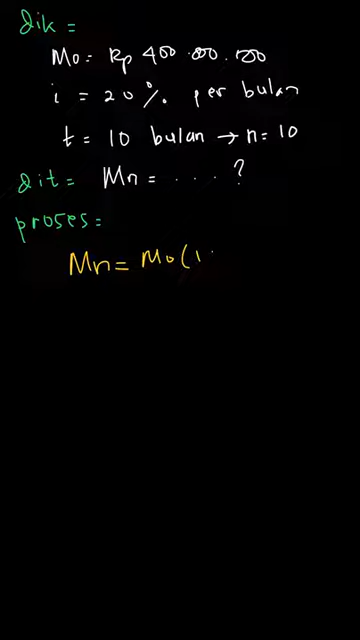 dik =
Mo = Rp 400.000.000
i = 20% per bulan
t = 10 bulan → n = 10
dit = Mn = .... ?
proses =
Mn = Mo (1